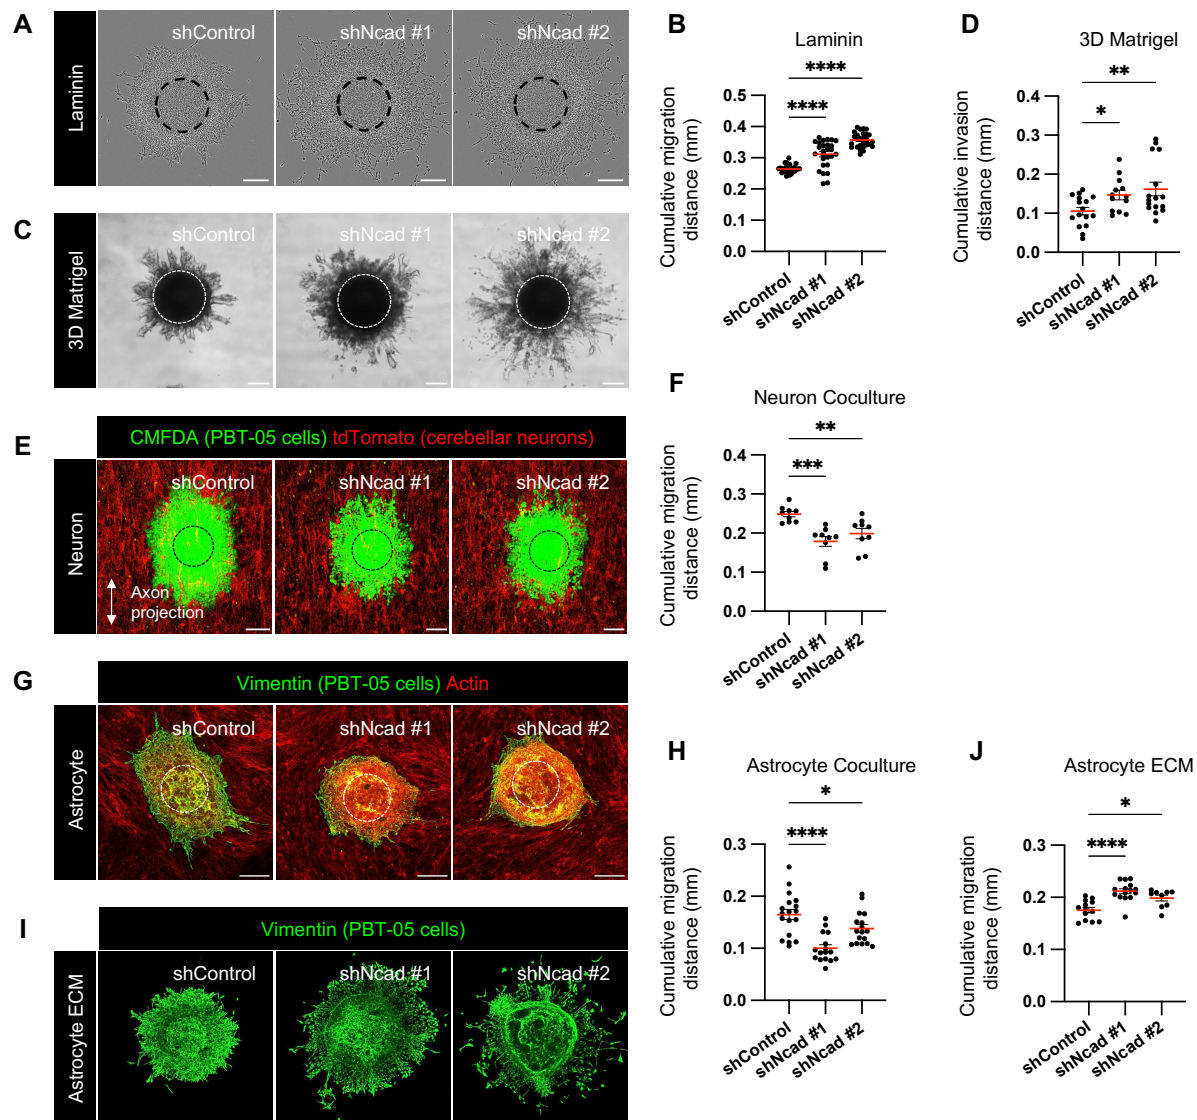 A
Laminin
shControl
shNcad #1
shNcad #2
B
Laminin
****
****
Cumulative migration
distance (mm)
0.5
0.4
0.3
0.2
0.1
0.0
shControl
shNcad #1
shNcad #2
D
3D Matrigel
**
*
Cumulative invasion
distance (mm)
0.4
0.3
0.2
0.1
0.0
shControl
shNcad #1
shNcad #2
C
3D Matrigel
shControl
shNcad #1
shNcad #2
E
CMFDA (PBT-05 cells) tdTomato (cerebellar neurons)
Neuron
shControl
shNcad #1
shNcad #2
Axon
projection
F
Neuron Coculture
**
***
Cumulative migration
distance (mm)
0.4
0.3
0.2
0.1
0.0
shControl
shNcad #1
shNcad #2
G
Vimentin (PBT-05 cells) Actin
Astrocyte
shControl
shNcad #1
shNcad #2
H
Astrocyte Coculture
*
****
Cumulative migration
distance (mm)
0.3
0.2
0.1
0.0
shControl
shNcad #1
shNcad #2
J
Astrocyte ECM
*
****
Cumulative migration
distance (mm)
0.3
0.2
0.1
0.0
shControl
shNcad #1
shNcad #2
I
Vimentin (PBT-05 cells)
Astrocyte ECM
shControl
shNcad #1
shNcad #2